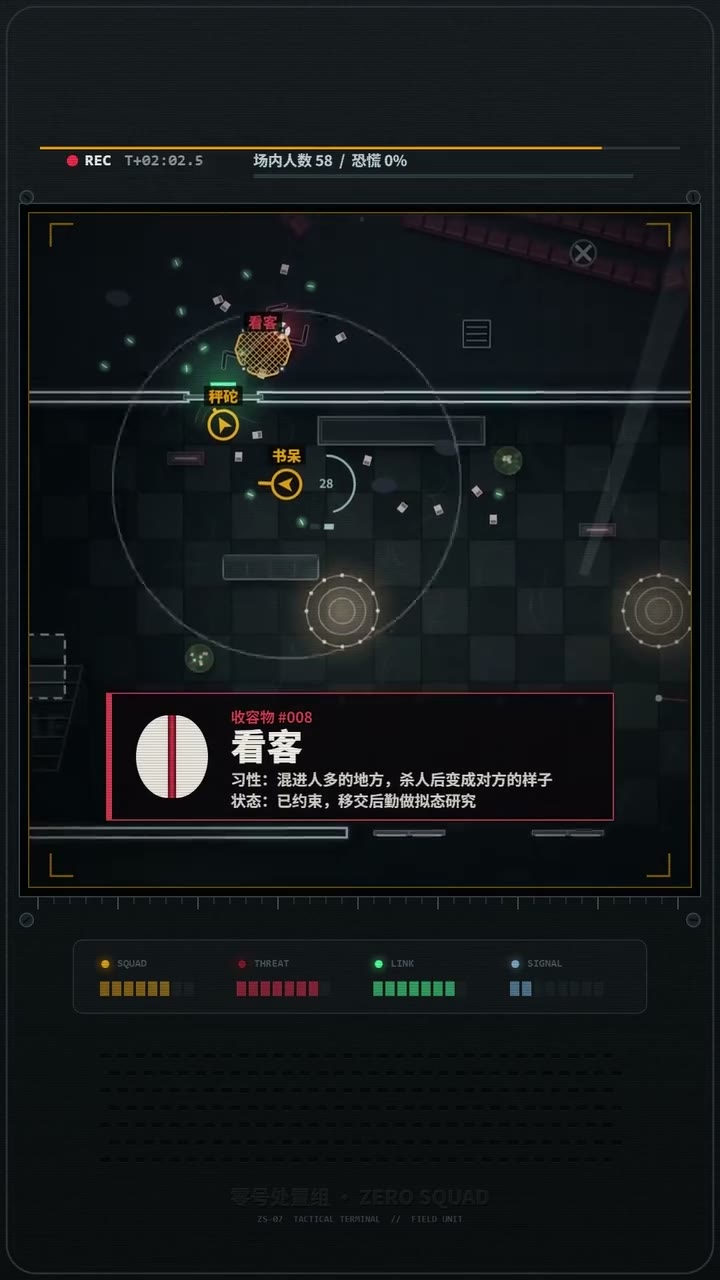 REC T+02:02.5 场内人数 58 / 恐慌 0%
看客
秤砣
书呆
28
收容物 #008
看客
习性：混进人多的地方，杀人后变成对方的样子
状态：已约束，移交后勤做拟态研究
SQUAD THREAT LINK SIGNAL
零号处置组 · ZERO SQUAD
ZS-07 TACTICAL TERMINAL // FIELD UNIT